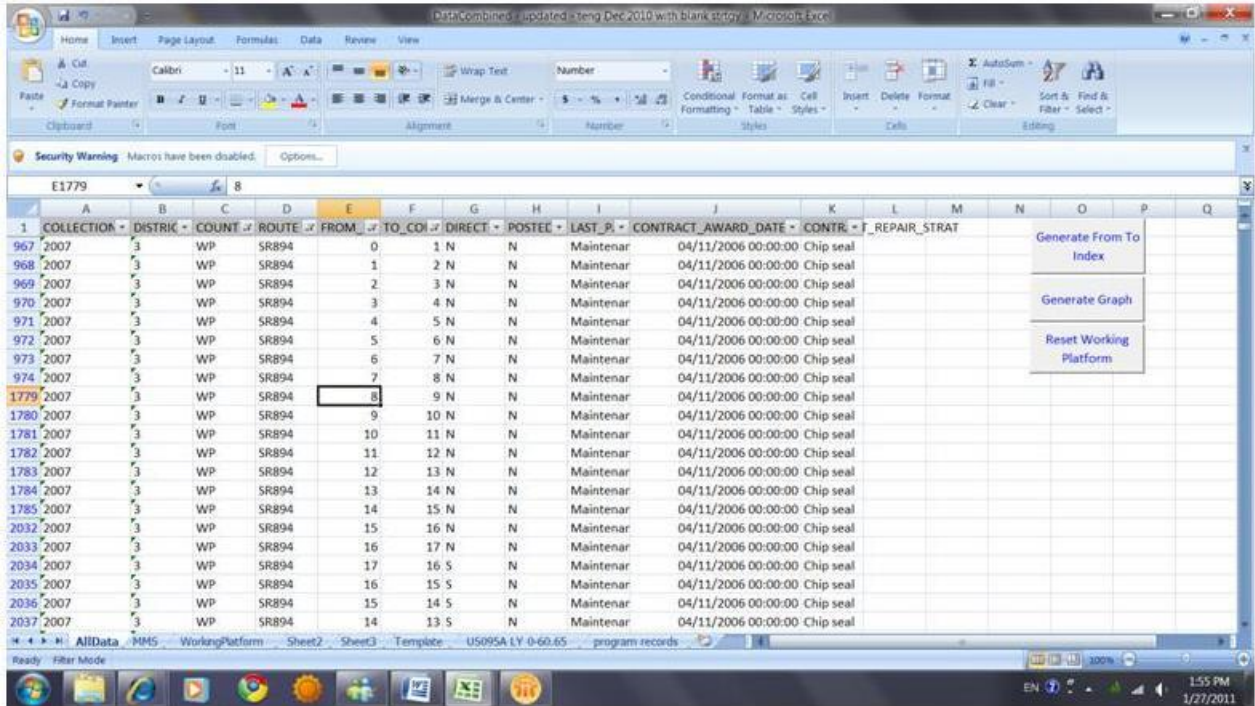 DataCombined - updated - teng Dec 2010 with blank strtgy - Microsoft Excel
Home Insert Page Layout Formulas Data Review View
Paste Cut Copy Format Painter Calibri 11 Wrap Text Merge & Center Number Conditional Formatting Format as Table Cell Styles Insert Delete Format AutoSum Fill Clear Sort & Filter Find & Select
Clipboard Font Alignment Number Styles Cells Editing
Security Warning Macros have been disabled. Options...
E1779 fx 8
A B C D E F G H I J K L M N O P Q
1 COLLECTION DISTRIC COUNT ROUTE FROM_ TO_COU DIRECT POSTED LAST_P. CONTRACT_AWARD_DATE CONTR. T_REPAIR_STRAT
967 2007 3 WP SR894 0 1 N N Maintenar 04/11/2006 00:00:00 Chip seal
968 2007 3 WP SR894 1 2 N N Maintenar 04/11/2006 00:00:00 Chip seal
969 2007 3 WP SR894 2 3 N N Maintenar 04/11/2006 00:00:00 Chip seal
970 2007 3 WP SR894 3 4 N N Maintenar 04/11/2006 00:00:00 Chip seal
971 2007 3 WP SR894 4 5 N N Maintenar 04/11/2006 00:00:00 Chip seal
972 2007 3 WP SR894 5 6 N N Maintenar 04/11/2006 00:00:00 Chip seal
973 2007 3 WP SR894 6 7 N N Maintenar 04/11/2006 00:00:00 Chip seal
974 2007 3 WP SR894 7 8 N N Maintenar 04/11/2006 00:00:00 Chip seal
1779 2007 3 WP SR894 8 9 N N Maintenar 04/11/2006 00:00:00 Chip seal
1780 2007 3 WP SR894 9 10 N N Maintenar 04/11/2006 00:00:00 Chip seal
1781 2007 3 WP SR894 10 11 N N Maintenar 04/11/2006 00:00:00 Chip seal
1782 2007 3 WP SR894 11 12 N N Maintenar 04/11/2006 00:00:00 Chip seal
1783 2007 3 WP SR894 12 13 N N Maintenar 04/11/2006 00:00:00 Chip seal
1784 2007 3 WP SR894 13 14 N N Maintenar 04/11/2006 00:00:00 Chip seal
1785 2007 3 WP SR894 14 15 N N Maintenar 04/11/2006 00:00:00 Chip seal
2032 2007 3 WP SR894 15 16 N N Maintenar 04/11/2006 00:00:00 Chip seal
2033 2007 3 WP SR894 16 17 N N Maintenar 04/11/2006 00:00:00 Chip seal
2034 2007 3 WP SR894 17 16 S N Maintenar 04/11/2006 00:00:00 Chip seal
2035 2007 3 WP SR894 16 15 S N Maintenar 04/11/2006 00:00:00 Chip seal
2036 2007 3 WP SR894 15 14 S N Maintenar 04/11/2006 00:00:00 Chip seal
2037 2007 3 WP SR894 14 13 S N Maintenar 04/11/2006 00:00:00 Chip seal
Generate From To
Index
Generate Graph
Reset Working
Platform
AllData MMS WorkingPlatform Sheet2 Sheet3 Template US095A LY 0-60.65 program records
Ready Filter Mode 100%
EN 1:55 PM
1/27/2011